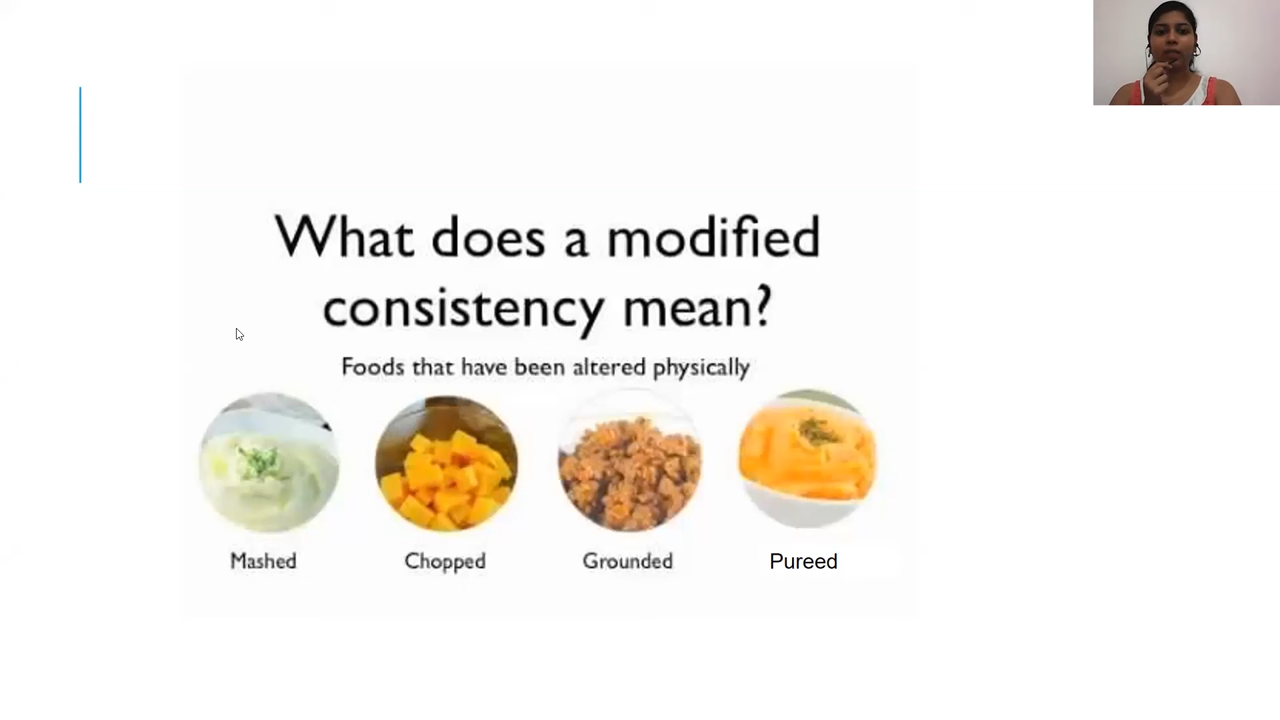 What does a modified
consistency mean?
Foods that have been altered physically
Mashed
Chopped
Grounded
Pureed